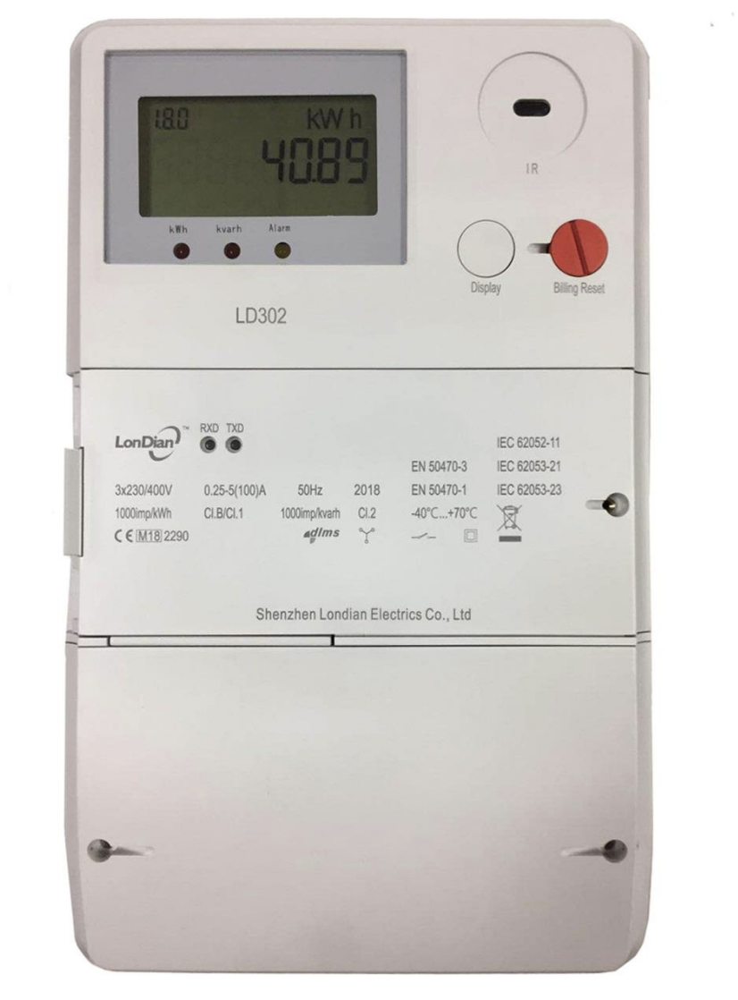 1.8.0 kWh
40.89
kWh kvarh Alarm
IR
Display Billing Reset
LD302
LonDian™ RXD TXD
IEC 62052-11
EN 50470-3 IEC 62053-21
3x230/400V 0.25-5(100)A 50Hz 2018 EN 50470-1 IEC 62053-23
1000imp/kWh Cl.B/Cl.1 1000imp/kvarh Cl.2 -40°C...+70°C
CE M18 2290 dlms
Shenzhen Londian Electrics Co., Ltd